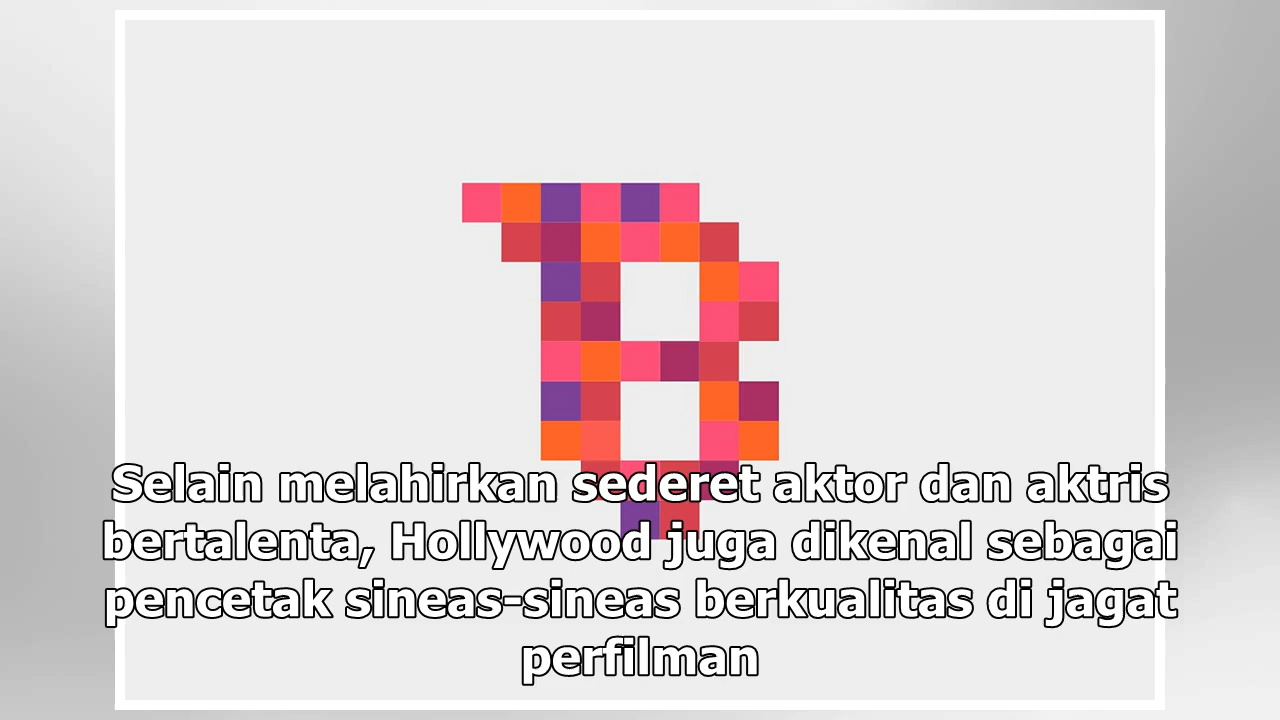 Selain melahirkan sederet aktor dan aktris
bertalenta, Hollywood juga dikenal sebagai
pencetak sineas-sineas berkualitas di jagat
perfilman